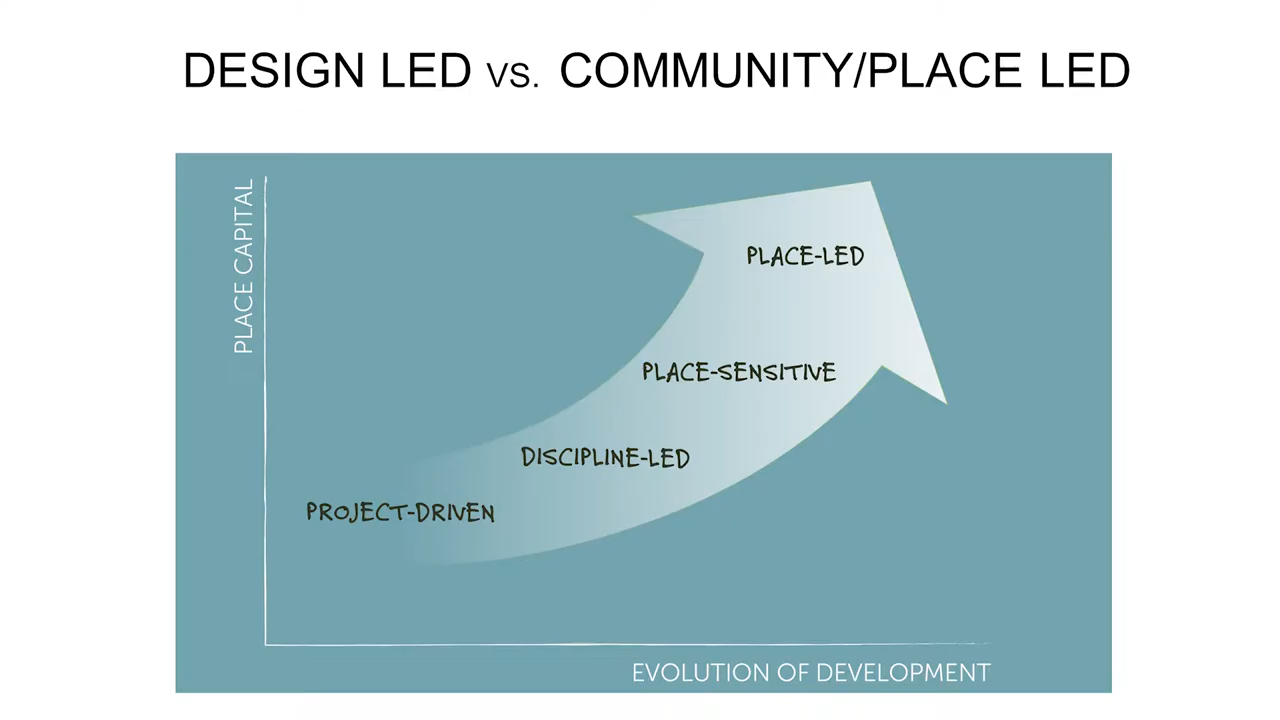 DESIGN LED VS. COMMUNITY/PLACE LED
PLACE CAPITAL
PLACE-LED
PLACE-SENSITIVE
DISCIPLINE-LED
PROJECT-DRIVEN
EVOLUTION OF DEVELOPMENT